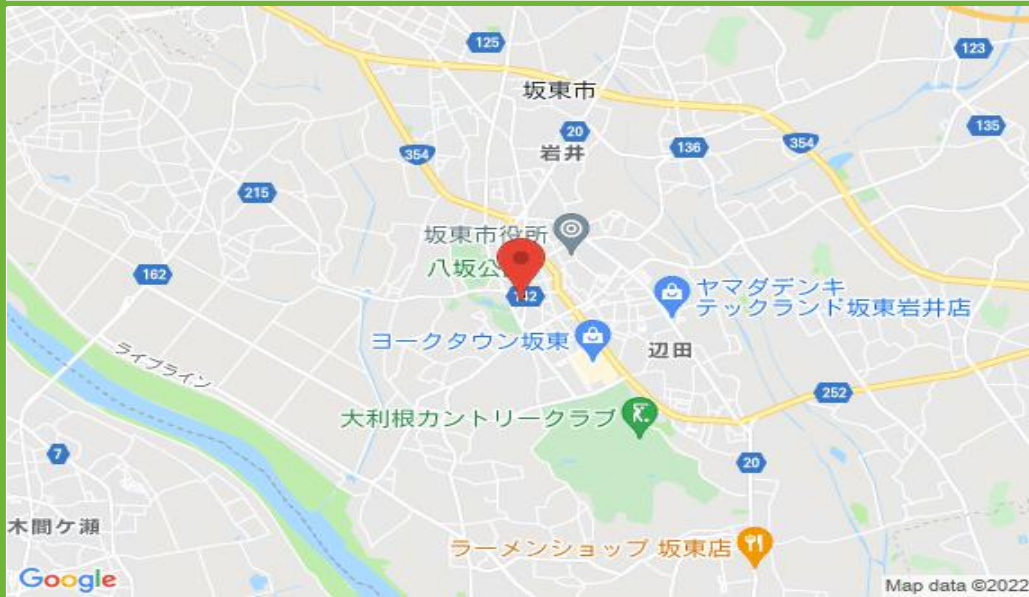 125
123
坂東市
135
20
354
136
岩井
354
215
坂東市役所
八坂公
162
142
ヤマダデンキ
テックランド坂東岩井店
ヨークタウン坂東
辺田
ライフライン
252
大利根カントリークラブ
7
20
木間ケ瀬
ラーメンショップ 坂東店
Google
Map data ©2022